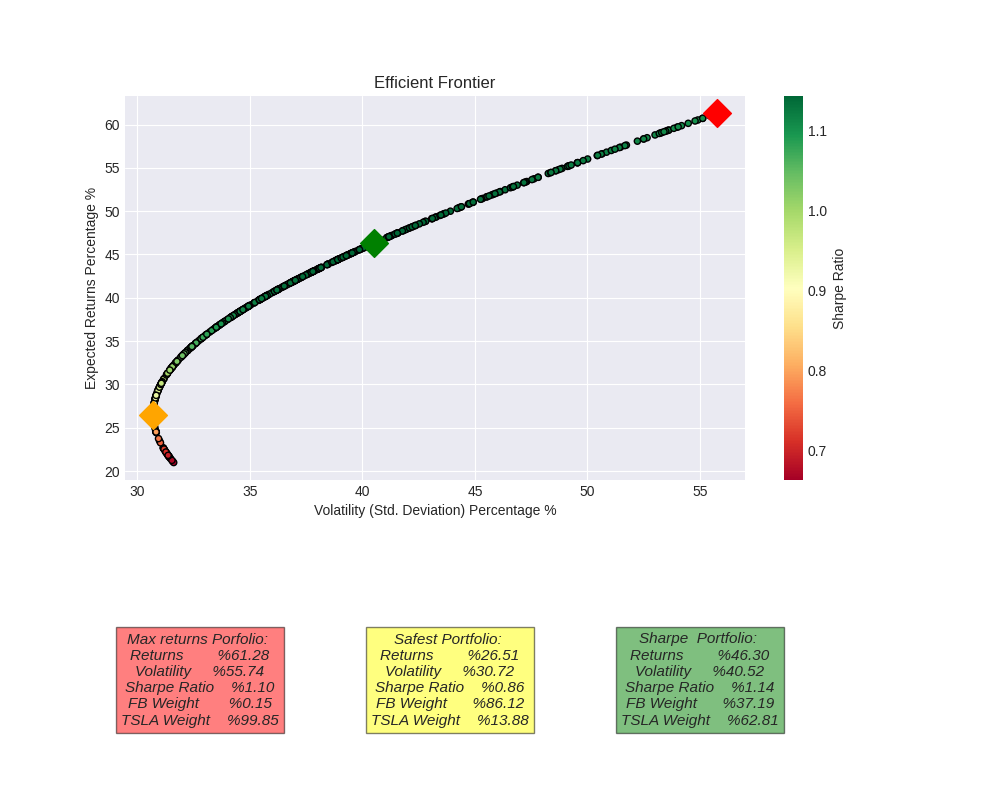 Efficient Frontier
Expected Returns Percentage %
60
55
50
45
40
35
30
25
20
30 35 40 45 50 55
Volatility (Std. Deviation) Percentage %
1.1
1.0
0.9
0.8
0.7
Sharpe Ratio
Max returns Porfolio:
Returns %61.28
Volatility %55.74
Sharpe Ratio %1.10
FB Weight %0.15
TSLA Weight %99.85
Safest Portfolio:
Returns %26.51
Volatility %30.72
Sharpe Ratio %0.86
FB Weight %86.12
TSLA Weight %13.88
Sharpe Portfolio:
Returns %46.30
Volatility %40.52
Sharpe Ratio %1.14
FB Weight %37.19
TSLA Weight %62.81